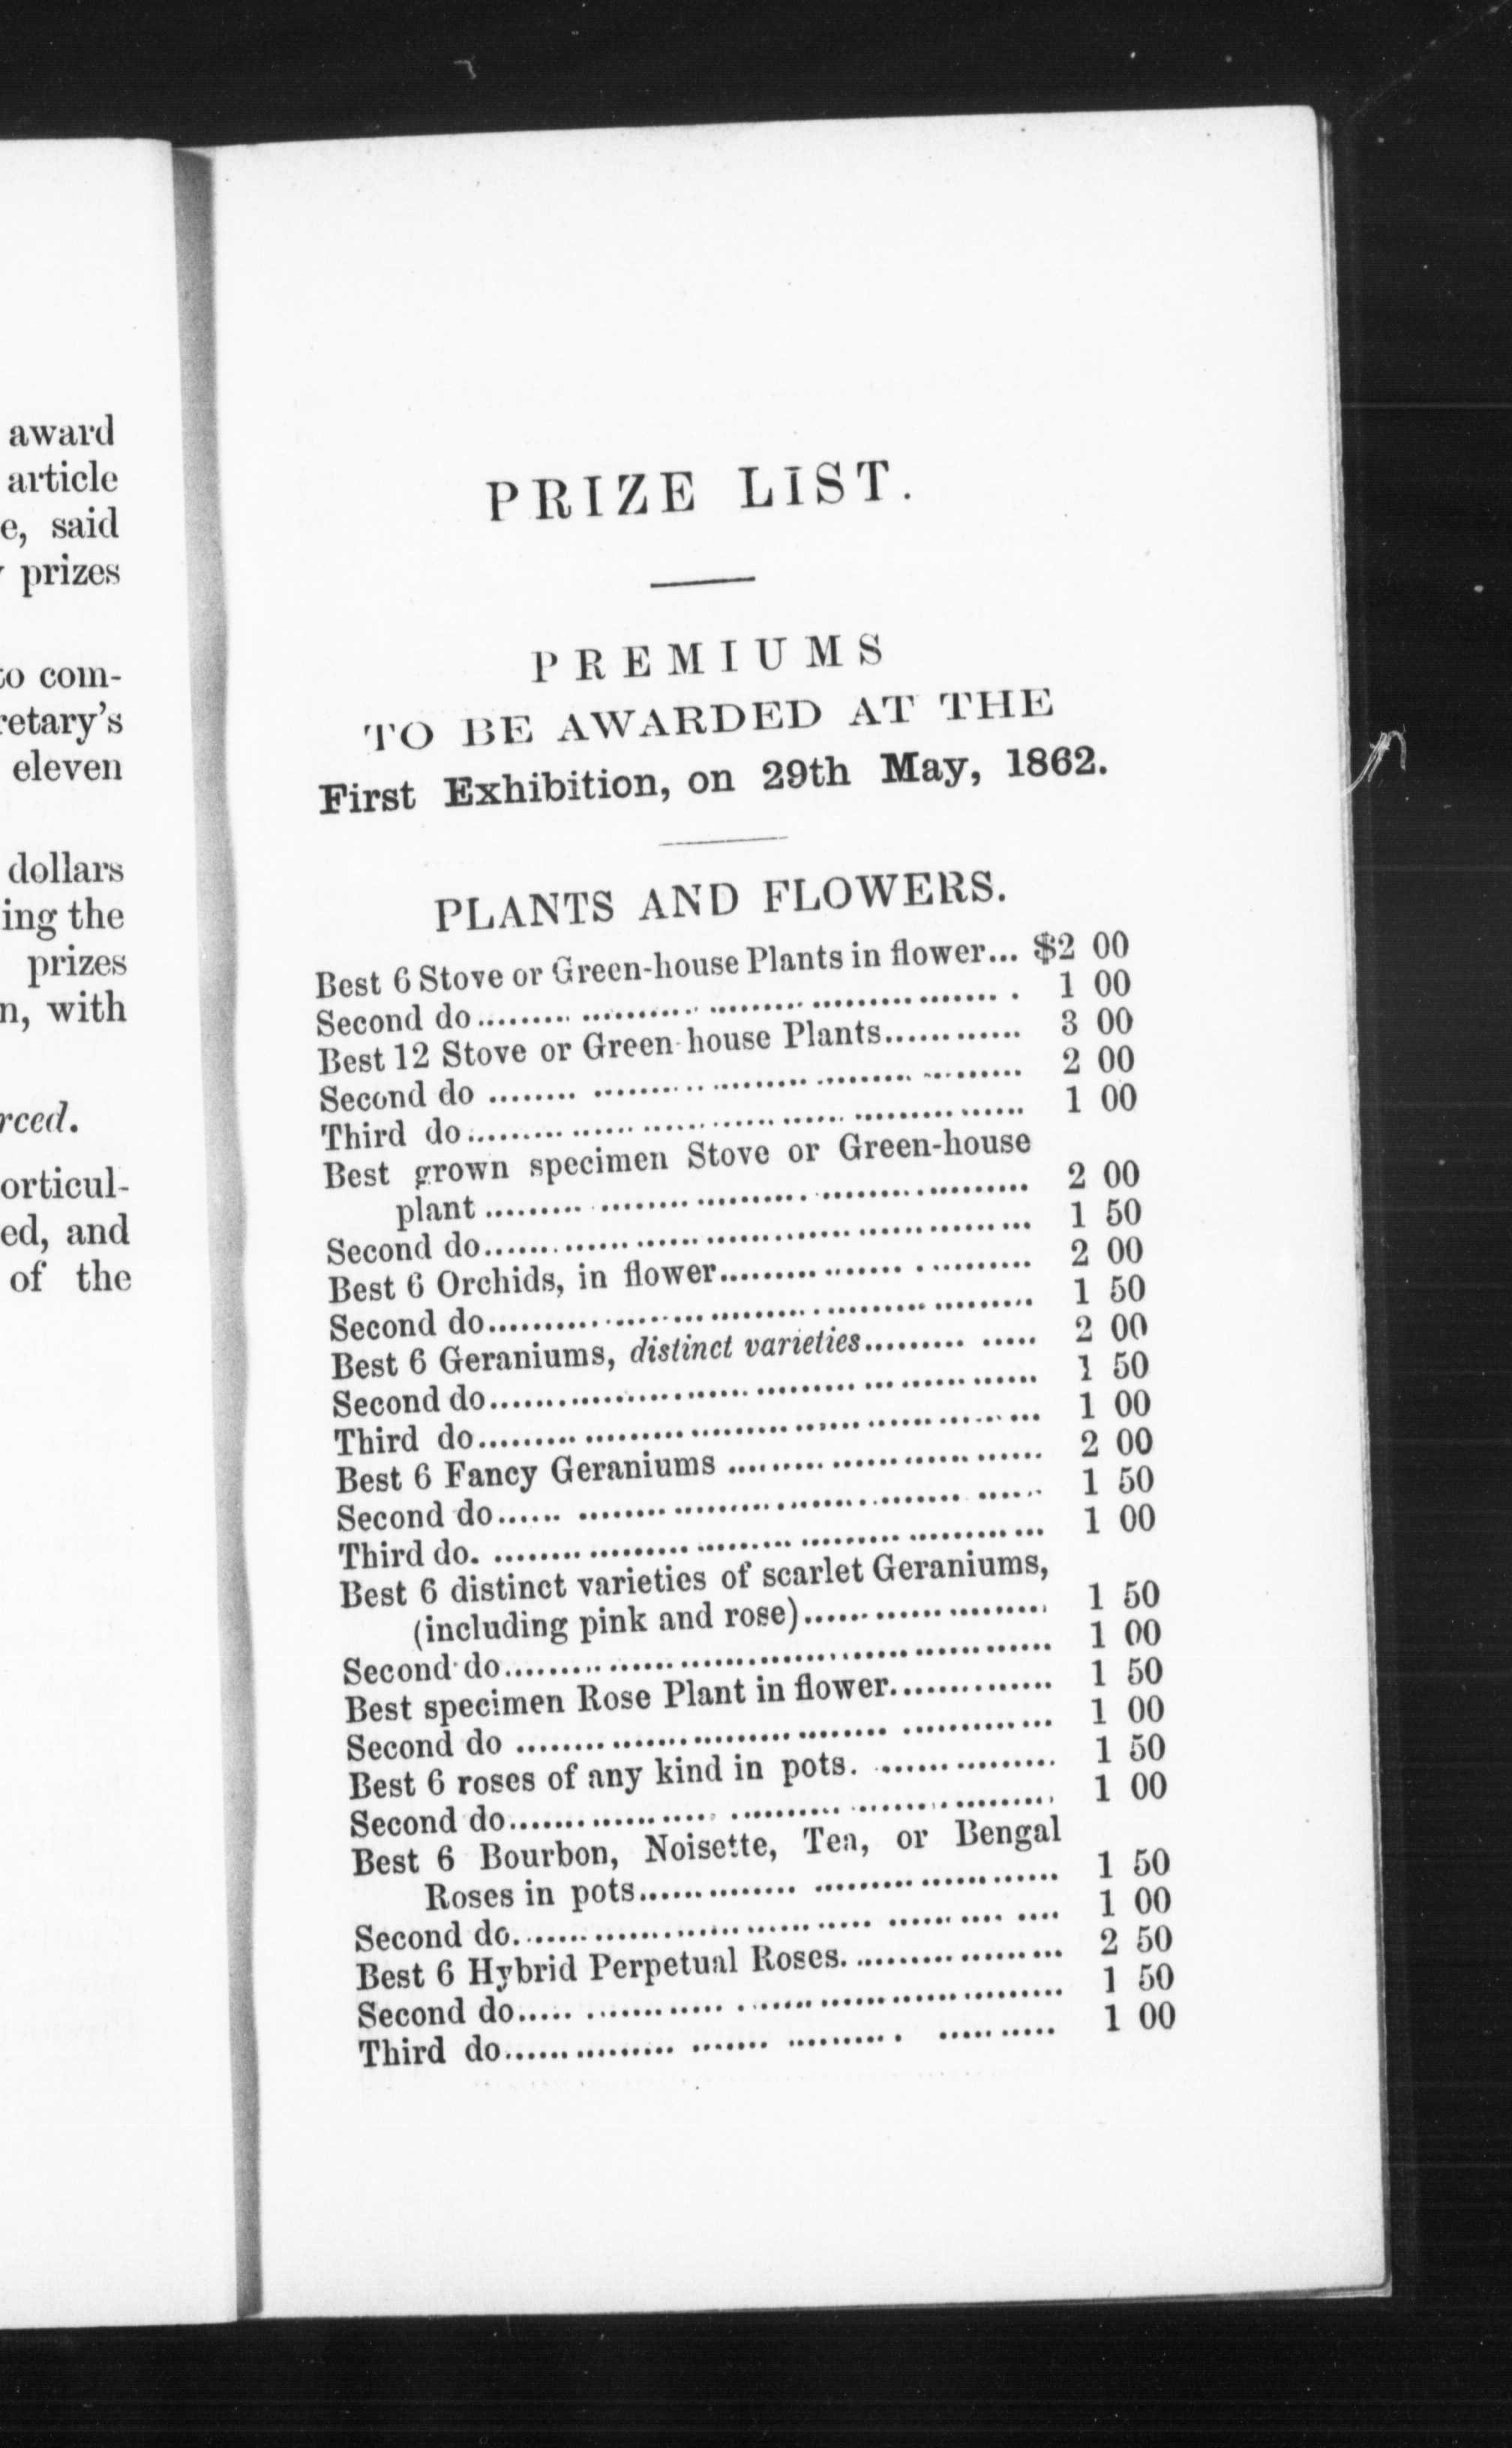 award
article
e, said
prizes
to com-
retary's
eleven
dollars
ing the
prizes
n, with
rced.
orticul-
ed, and
of the
PRIZE LIST.
PREMIUMS
TO BE AWARDED AT THE
First Exhibition, on 29th May, 1862.
PLANTS AND FLOWERS.
Best 6 Stove or Green-house Plants in flower... $2 00
Second do.................................... 1 00
Best 12 Stove or Green-house Plants............ 3 00
Second do .................................... 2 00
Third do.................................... 1 00
Best grown specimen Stove or Green-house
plant .................................... 2 00
Second do.................................... 1 50
Best 6 Orchids, in flower........................ 2 00
Second do.................................... 1 50
Best 6 Geraniums, distinct varieties.............. 2 00
Second do.................................... 1 50
Third do.................................... 1 00
Best 6 Fancy Geraniums ........................ 2 00
Second do.................................... 1 50
Third do. .................................... 1 00
Best 6 distinct varieties of scarlet Geraniums,
(including pink and rose)..................... 1 50
Second do.................................... 1 00
Best specimen Rose Plant in flower.............. 1 50
Second do .................................... 1 00
Best 6 roses of any kind in pots. ................ 1 50
Second do.................................... 1 00
Best 6 Bourbon, Noisette, Tea, or Bengal
Roses in pots.................................... 1 50
Second do.................................... 1 00
Best 6 Hybrid Perpetual Roses................... 2 50
Second do.................................... 1 50
Third do.................................... 1 00